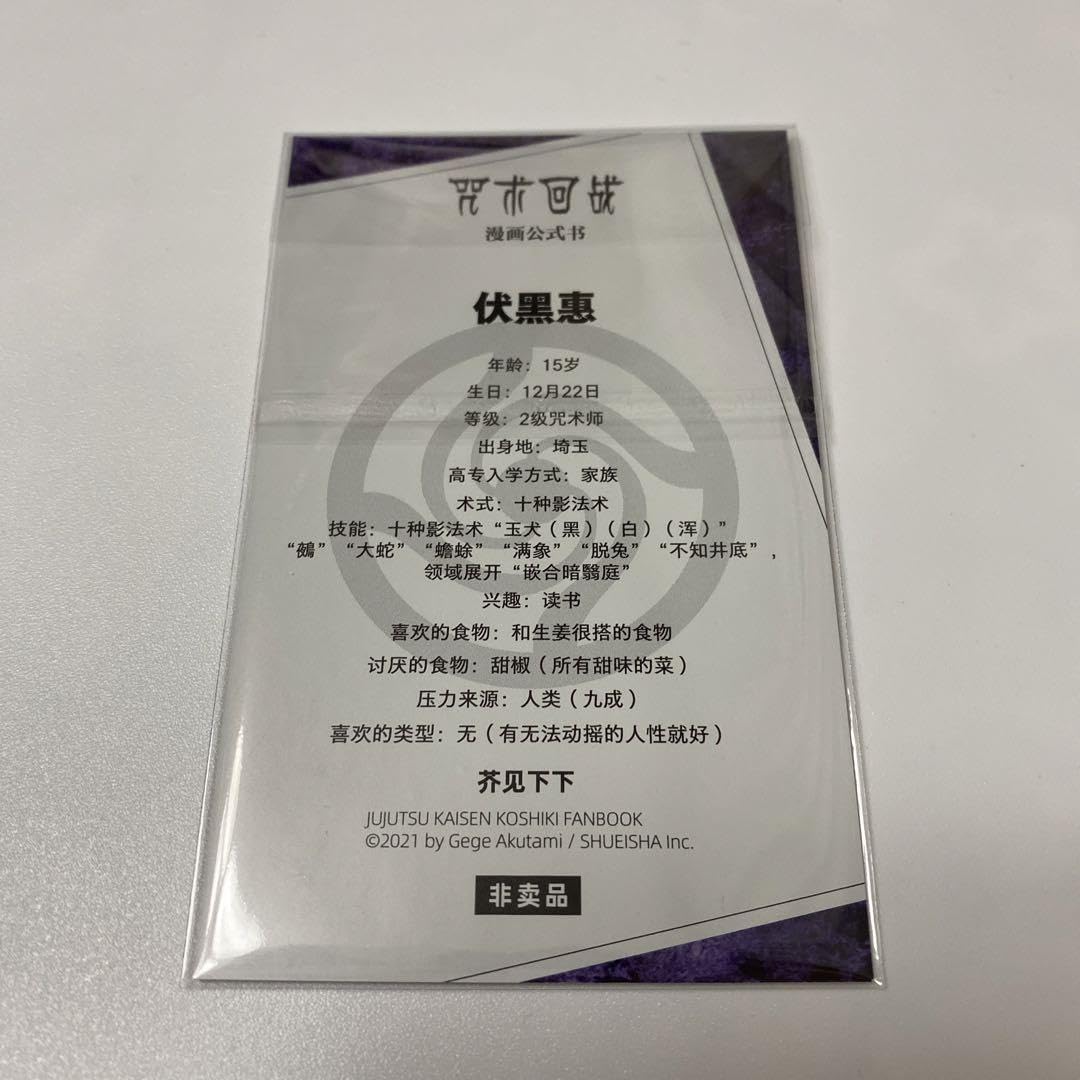 咒术回战
漫画公式书
伏黑惠
年龄：15岁
生日：12月22日
等级：2级咒术师
出身地：埼玉
高专入学方式：家族
术式：十种影法术
技能：十种影法术“玉犬（黑）（白）（浑）”
“鵺”“大蛇”“蟾蜍”“满象”“脱兔”“不知井底”，
领域展开“嵌合暗翳庭”
兴趣：读书
喜欢的食物：和生姜很搭的食物
讨厌的食物：甜椒（所有甜味的菜）
压力来源：人类（九成）
喜欢的类型：无（有无法动摇的人性就好）
芥见下下
JUJUTSU KAISEN KOSHIKI FANBOOK
©2021 by Gege Akutami / SHUEISHA Inc.
非卖品